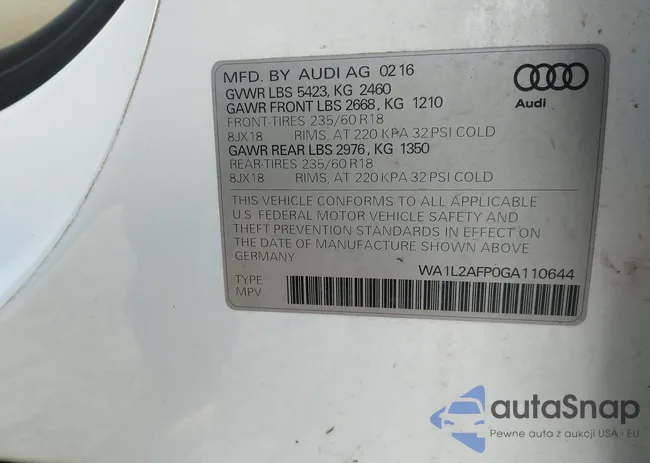 MFD. BY AUDI AG 02 16
GVWR LBS 5423, KG 2460
GAWR FRONT LBS 2668, KG 1210
FRONT-TIRES 235/60 R18
8JX18 RIMS, AT 220 KPA 32 PSI COLD
GAWR REAR LBS 2976, KG 1350
REAR-TIRES 235/60 R18
8JX18 RIMS, AT 220 KPA 32 PSI COLD
Audi
THIS VEHICLE CONFORMS TO ALL APPLICABLE
U.S. FEDERAL MOTOR VEHICLE SAFETY AND
THEFT PREVENTION STANDARDS IN EFFECT ON
THE DATE OF MANUFACTURE SHOWN ABOVE
GERMANY
WA1L2AFP0GA110644
TYPE
MPV
autaSnap
Pewne auta z aukcji USA i EU